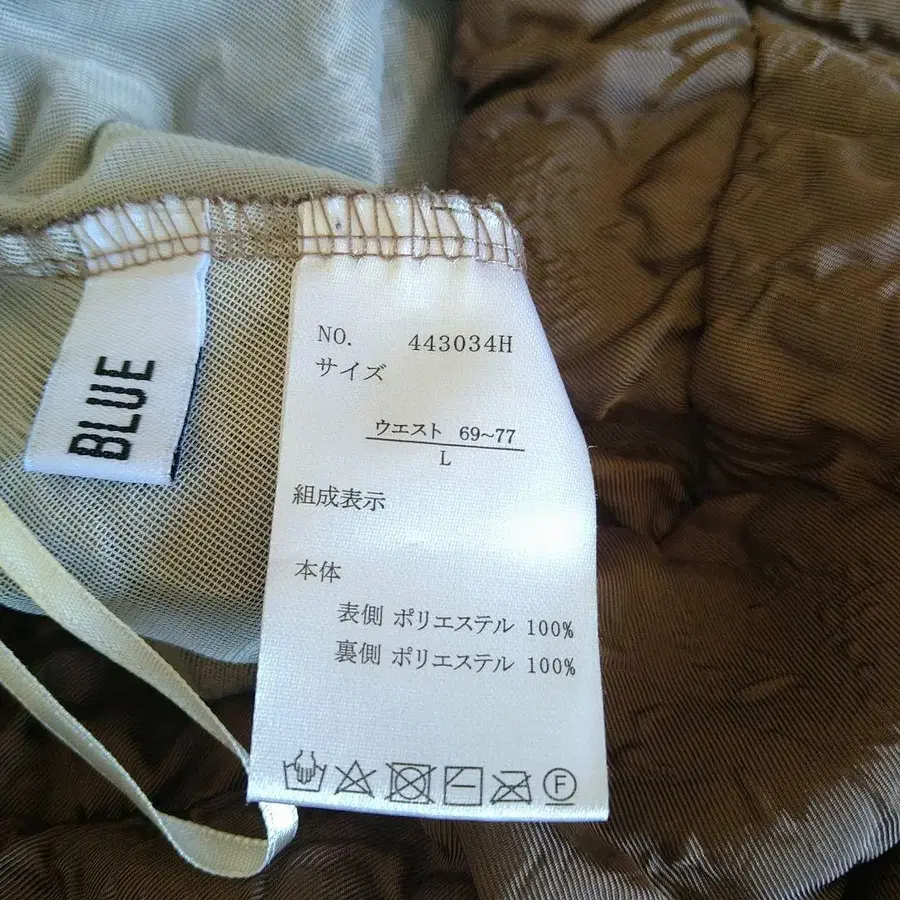 BLUE
NO. 443034H
サイズ
ウエスト 69~77
L
組成表示
本体
表側 ポリエステル 100%
裏側 ポリエステル 100%
F